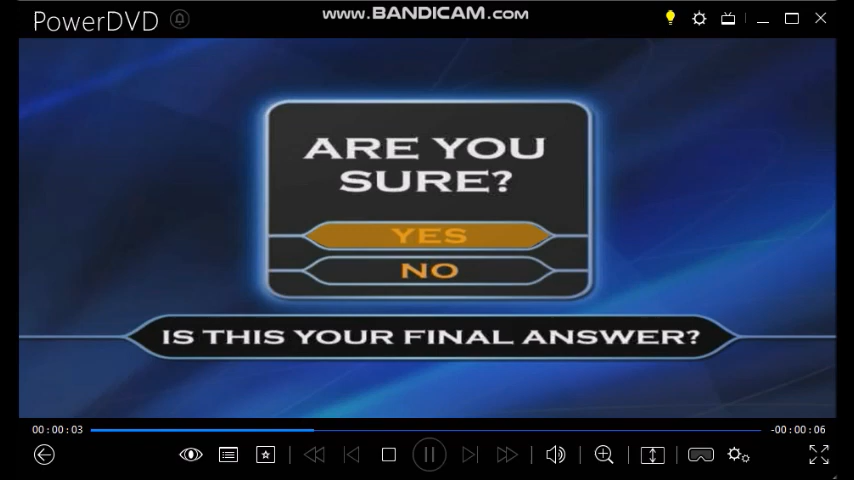 PowerDVD
WWW.BANDICAM.COM
ARE YOU
SURE?
YES
NO
IS THIS YOUR FINAL ANSWER?
00:00:03
-00:00:06